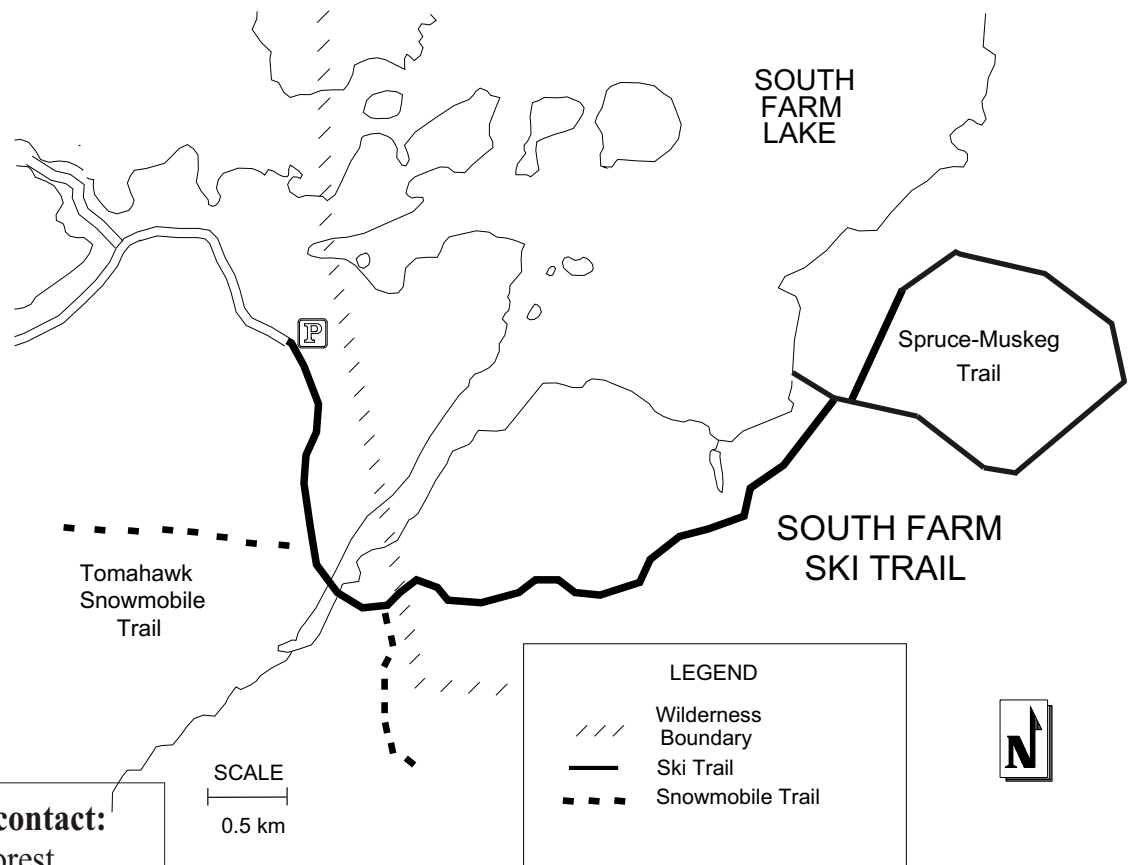 SOUTH
FARM
LAKE
P
Spruce-Muskeg
Trail
SOUTH FARM
SKI TRAIL
Tomahawk
Snowmobile
Trail
LEGEND
Wilderness
Boundary
Ski Trail
Snowmobile Trail
N
SCALE
0.5 km
contact:
orest